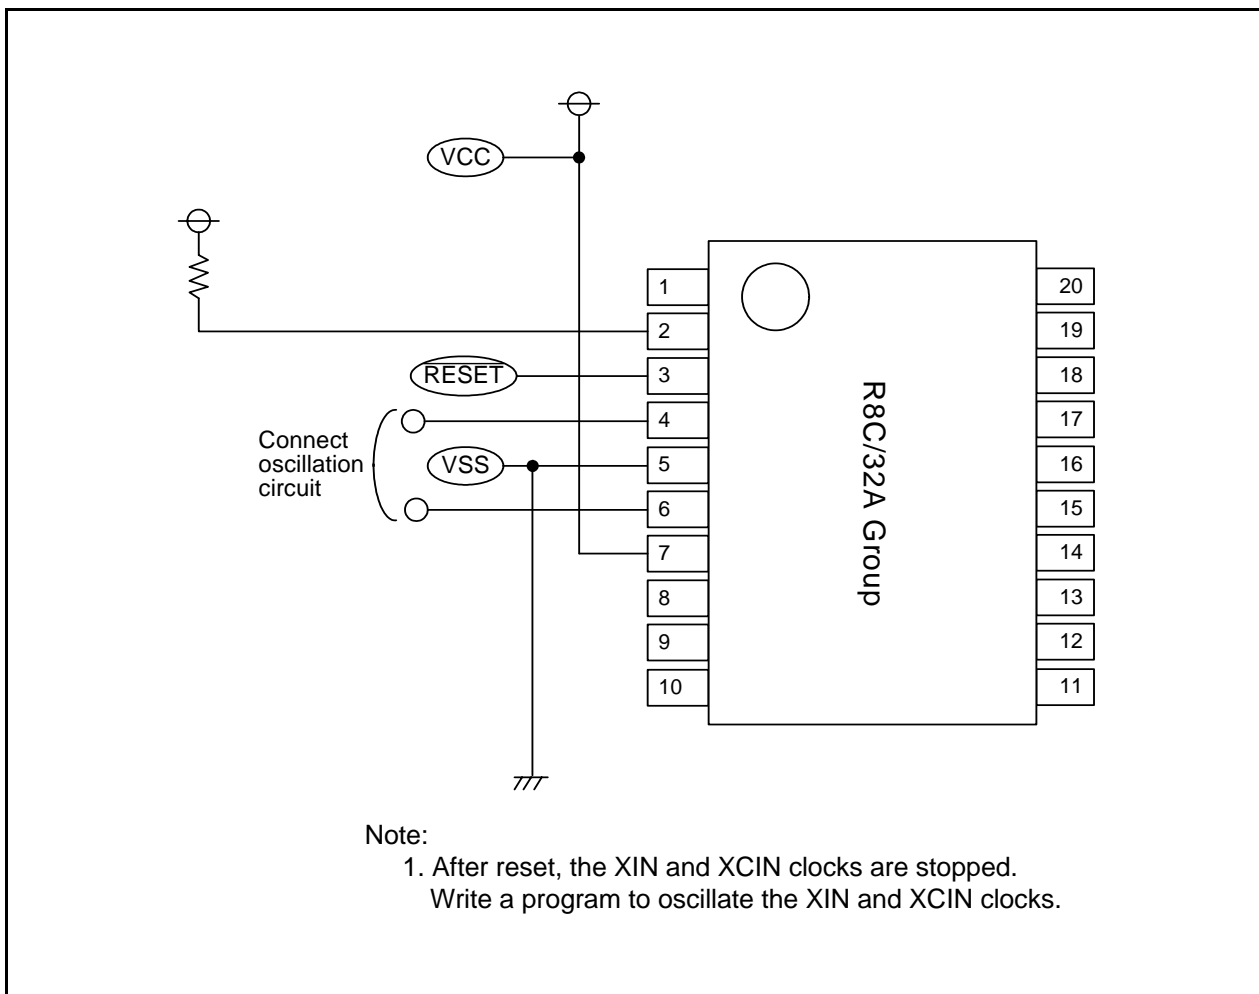 VCC
1
2
RESET
3
4
Connect
oscillation
circuit
VSS
5
6
7
8
9
10
R8C/32A Group
20
19
18
17
16
15
14
13
12
11
Note:
1. After reset, the XIN and XCIN clocks are stopped.
Write a program to oscillate the XIN and XCIN clocks.